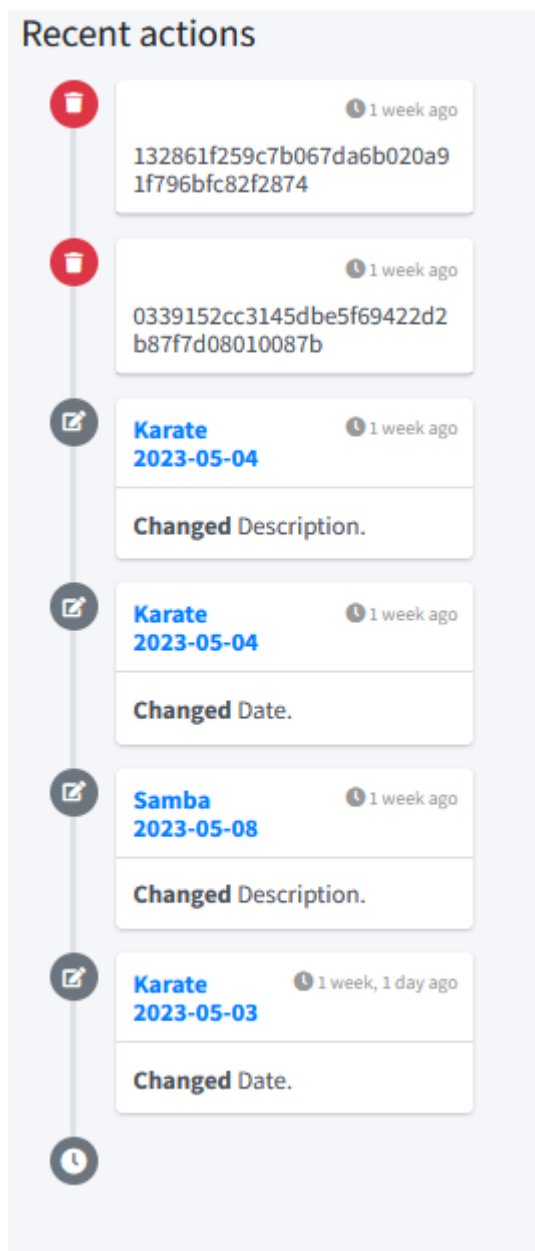 Recent actions
1 week ago
132861f259c7b067da6b020a9
1f796bfc82f2874
1 week ago
0339152cc3145dbe5f69422d2
b87f7d08010087b
Karate
2023-05-04
1 week ago
Changed Description.
Karate
2023-05-04
1 week ago
Changed Date.
Samba
2023-05-08
1 week ago
Changed Description.
Karate
2023-05-03
1 week, 1 day ago
Changed Date.